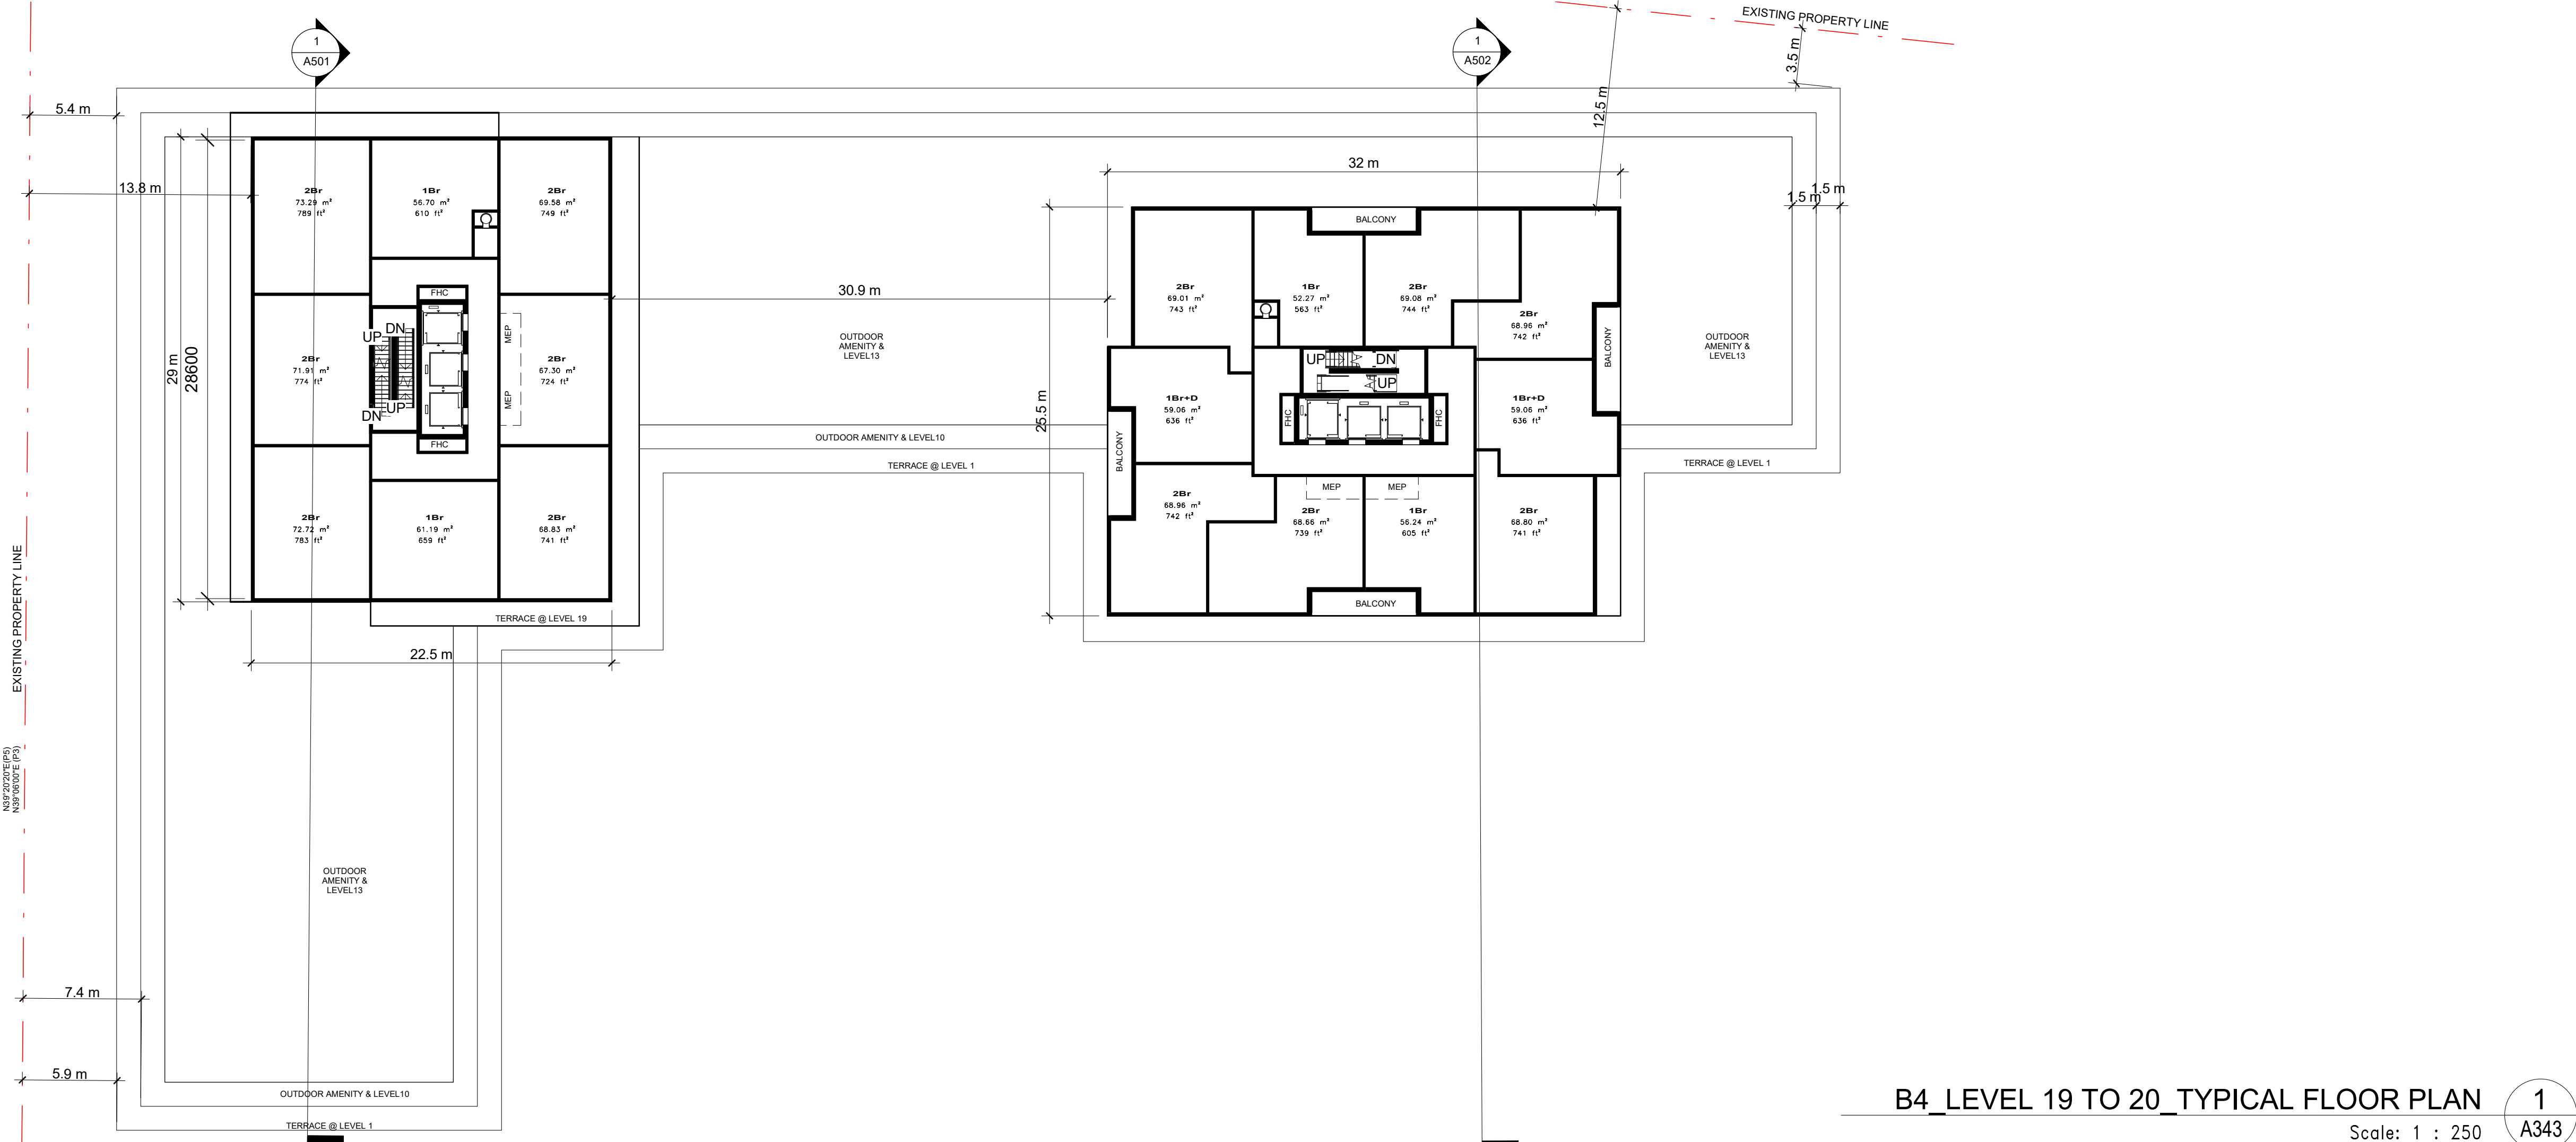 EXISTING PROPERTY LINE
1
A501
1
A502
3.5 m
12.5 m
5.4 m
13.8 m
32 m
1.5 m
1.5 m
2Br
73.29 m²
789 ft²
1Br
56.70 m²
610 ft²
2Br
69.58 m²
749 ft²
BALCONY
FHC
30.9 m
2Br
69.01 m²
743 ft²
1Br
52.27 m²
563 ft²
2Br
69.08 m²
744 ft²
2Br
68.96 m²
742 ft²
UP
DN
MEP
OUTDOOR
AMENITY &
LEVEL13
BALCONY
OUTDOOR
AMENITY &
LEVEL13
29 m
28600
2Br
71.91 m²
774 ft²
2Br
67.30 m²
724 ft²
UP
DN
UP
MEP
DN
UP
25.5 m
1Br+D
59.06 m²
636 ft²
FHC
FHC
1Br+D
59.06 m²
636 ft²
FHC
OUTDOOR AMENITY & LEVEL10
BALCONY
TERRACE @ LEVEL 1
TERRACE @ LEVEL 1
MEP
MEP
2Br
72.72 m²
783 ft²
1Br
61.19 m²
659 ft²
2Br
68.83 m²
741 ft²
2Br
68.96 m²
742 ft²
2Br
68.66 m²
739 ft²
1Br
56.24 m²
605 ft²
2Br
68.80 m²
741 ft²
BALCONY
TERRACE @ LEVEL 19
22.5 m
EXISTING PROPERTY LINE
N39°20'20"E(P5)
N39°06'00"E (P3)
OUTDOOR
AMENITY &
LEVEL13
7.4 m
5.9 m
OUTDOOR AMENITY & LEVEL10
TERRACE @ LEVEL 1
B4_LEVEL 19 TO 20_TYPICAL FLOOR PLAN
1
A343
Scale: 1 : 250